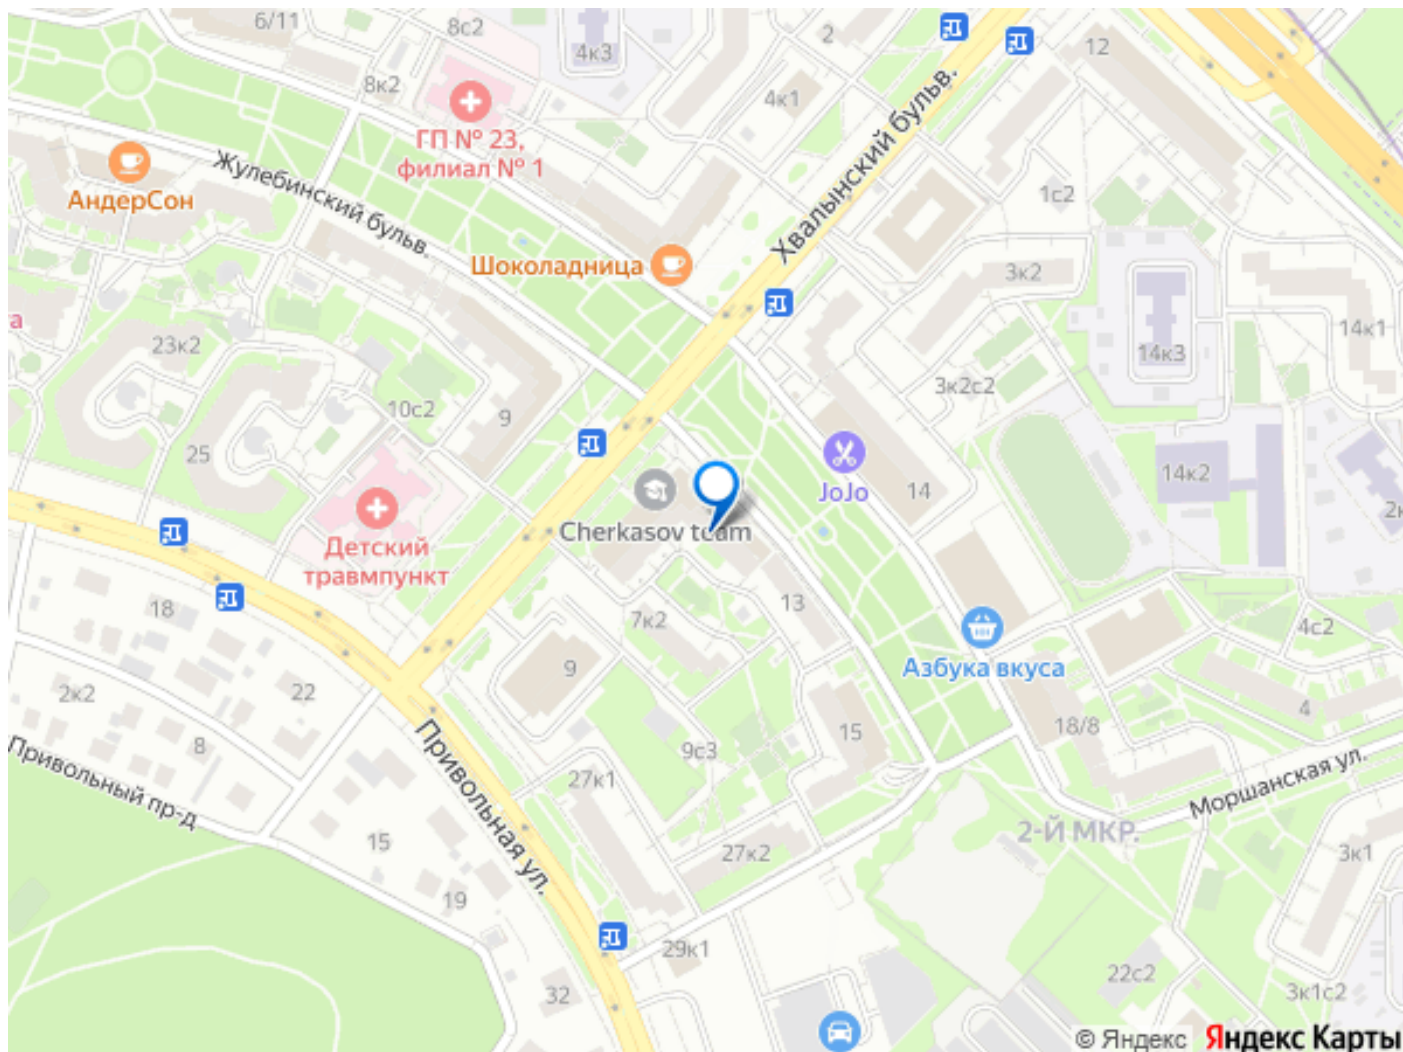 6/11
8с2
4к3
2
12
8к2
4к1
ГП № 23,
филиал № 1
Хвалынский бульв.
АндерСон
Жулебинский бульв.
1с2
Шоколадница
3к2
а
23к2
14к1
14к3
3к2с2
10с2
9
25
14к2
JoJo
14
2к
Cherkasov team
Детский
травмпункт
18
13
7к2
4с2
9
Азбука вкуса
2к2
22
4
8
15
18/8
9с3
Привольный пр-д
Привольная ул.
27к1
Моршанская ул.
2-Й МКР.
15
27к2
3к1
19
29к1
22с2
32
3к1с2
© Яндекс Яндекс Карты